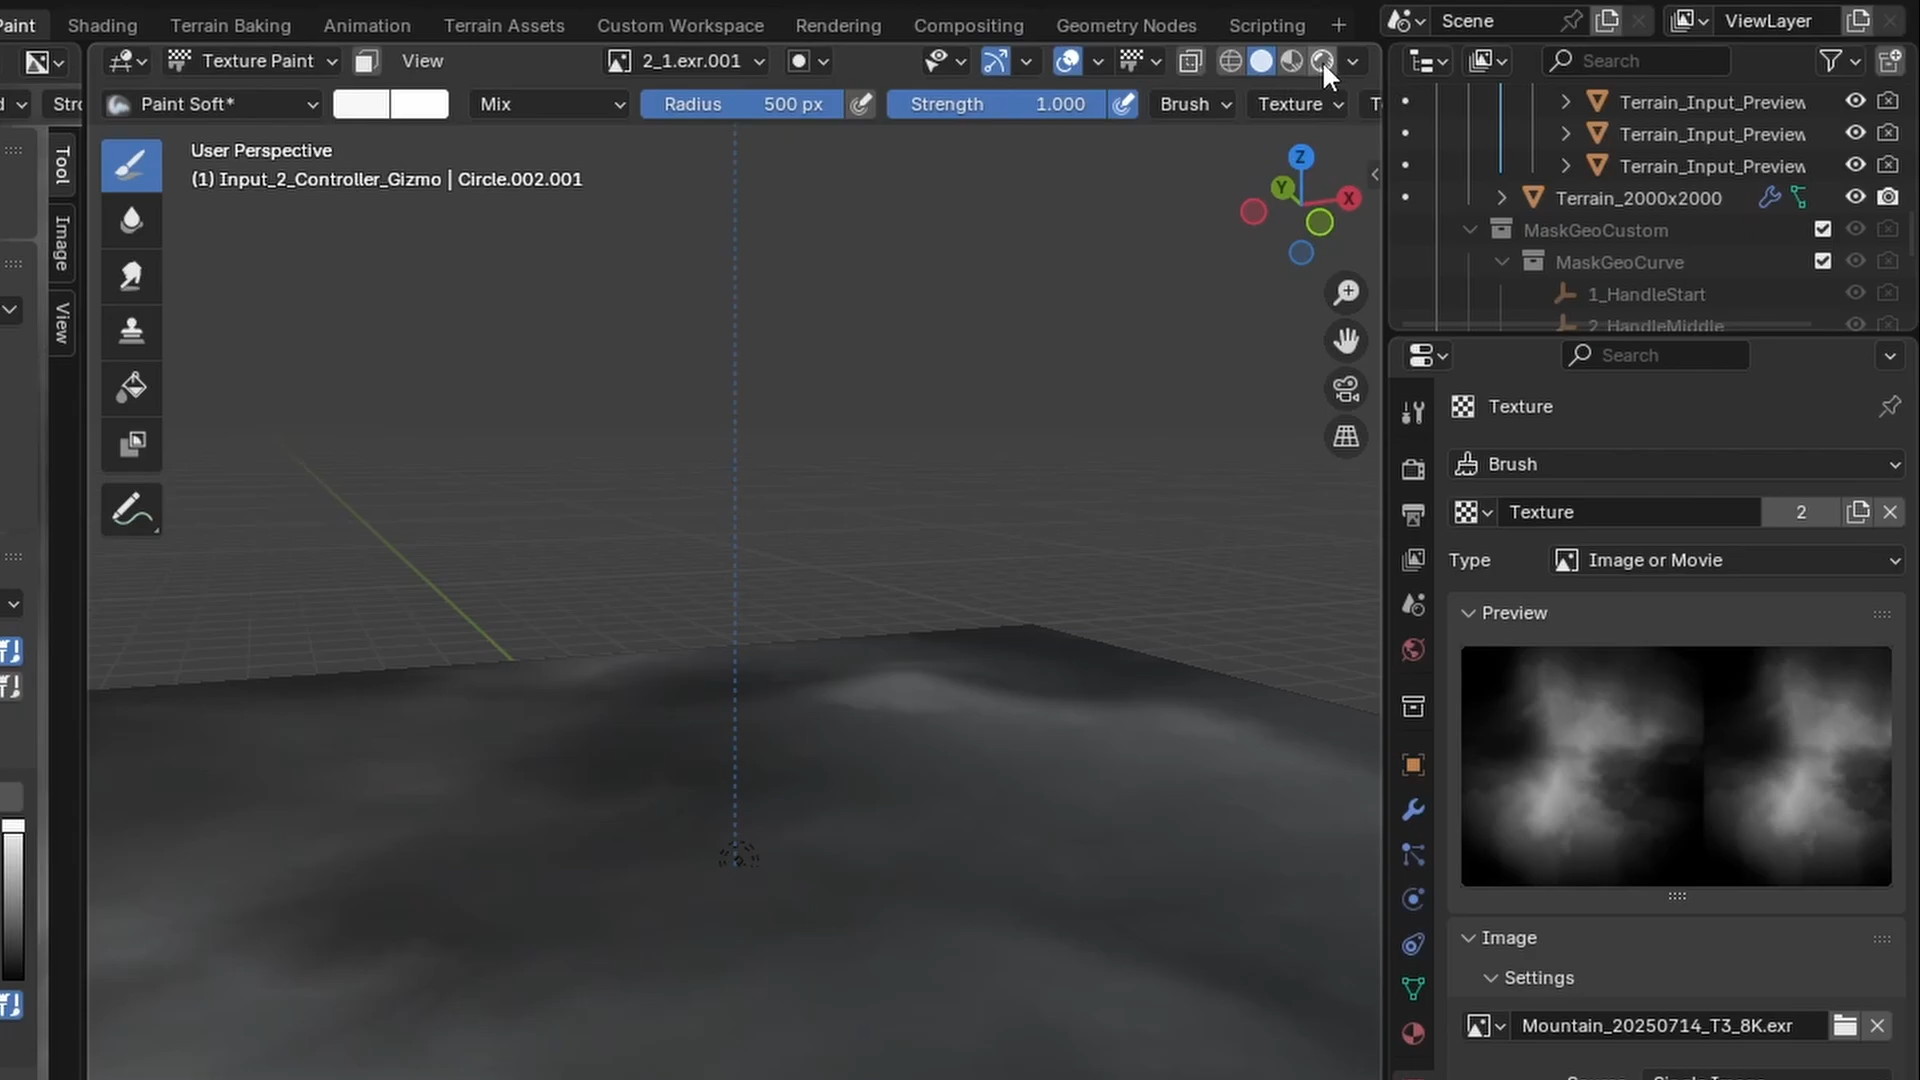 Paint Shading Terrain Baking Animation Terrain Assets Custom Workspace Rendering Compositing Geometry Nodes Scripting + Scene ViewLayer
Texture Paint View 2_1.exr.001 Search
Paint Soft* Mix Radius 500 px Strength 1.000 Brush Texture
Tool
Image
View
User Perspective
(1) Input_2_Controller_Gizmo | Circle.002.001
Z
Y
X
Terrain_Input_Preview
Terrain_Input_Preview
Terrain_Input_Preview
Terrain_2000x2000
MaskGeoCustom
MaskGeoCurve
1_HandleStart
2_HandleMiddle
Search
Texture
Brush
Texture 2
Type Image or Movie
Preview
Image
Settings
Mountain_20250714_T3_8K.exr